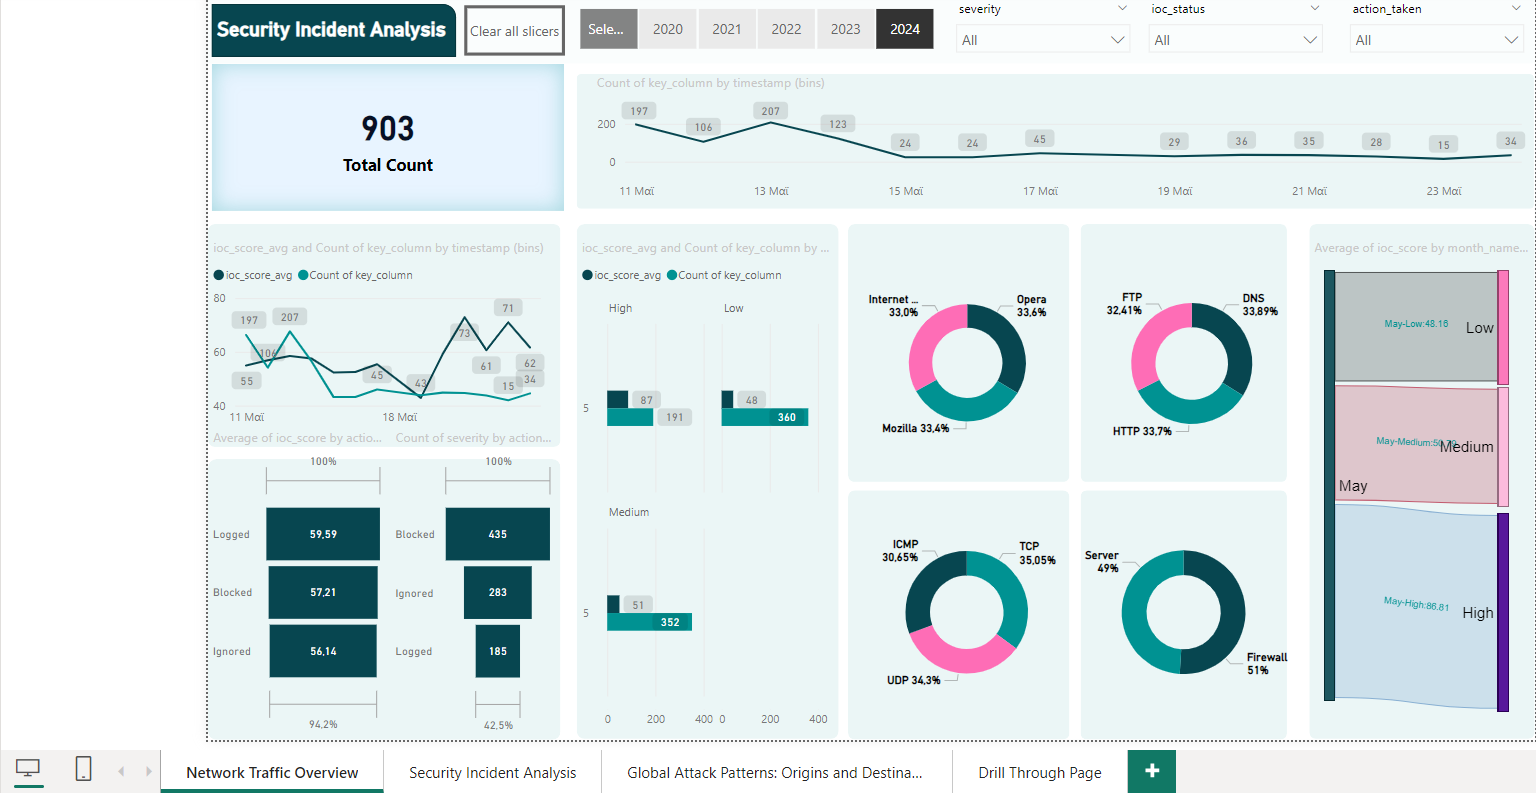 Security Incident Analysis
Clear all slicers
Sele...
2020
2021
2022
2023
2024
severity
All
ioc_status
All
action_taken
All
903
Total Count
Count of key_column by timestamp (bins)
200
0
197
106
207
123
24
24
45
29
36
35
28
15
34
11 Μαϊ
13 Μαϊ
15 Μαϊ
17 Μαϊ
19 Μαϊ
21 Μαϊ
23 Μαϊ
ioc_score_avg and Count of key_column by timestamp (bins)
ioc_score_avg
Count of key_column
80
60
40
197
207
106
55
45
43
73
61
71
15
62
34
11 Μαϊ
18 Μαϊ
Average of ioc_score by actio...
Count of severity by action...
100%
Logged
59,59
Blocked
57,21
Ignored
56,14
94,2%
100%
Blocked
435
Ignored
283
Logged
185
42,5%
ioc_score_avg and Count of key_column by ...
ioc_score_avg
Count of key_column
High
Low
5
87
191
48
360
Medium
5
51
352
0
200
400
0
200
400
Internet ...
33,0%
Opera
33,6%
Mozilla 33,4%
FTP
32,41%
DNS
33,89%
HTTP 33,7%
ICMP
30,65%
TCP
35,05%
UDP 34,3%
Server
49%
Firewall
51%
Average of ioc_score by month_name...
May-Low:48.16
Low
May-Medium:50.
Medium
May
May-High:86.81
High
Network Traffic Overview
Security Incident Analysis
Global Attack Patterns: Origins and Destina...
Drill Through Page
+